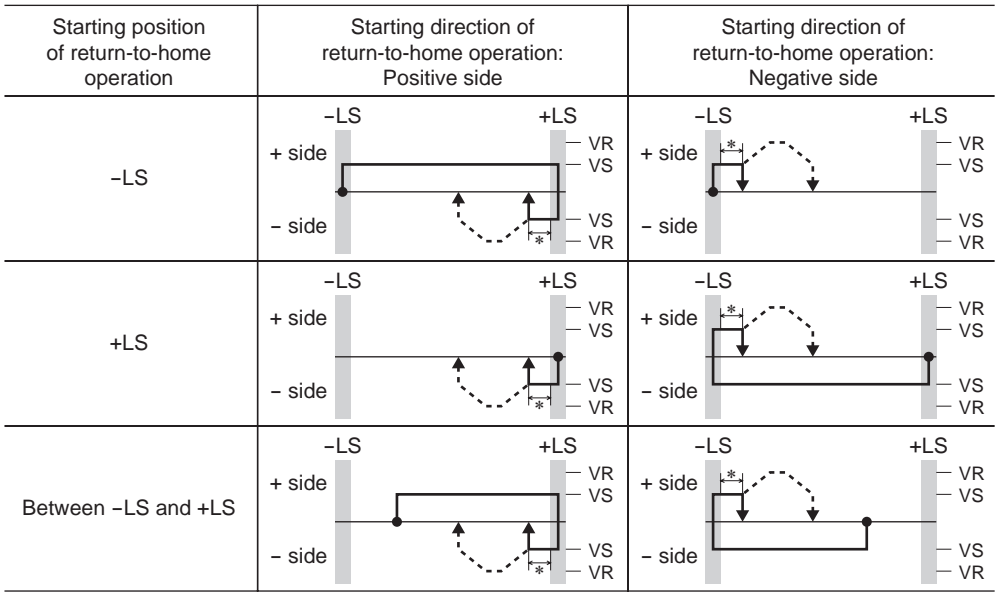 Starting position
of return-to-home
operation
Starting direction of
return-to-home operation:
Positive side
Starting direction of
return-to-home operation:
Negative side
−LS
−LS
+LS
+ side
− side
VR
VS
VS
VR
*
−LS
+LS
+ side
− side
VR
VS
VS
VR
*
+LS
−LS
+LS
+ side
− side
VR
VS
VS
VR
*
−LS
+LS
+ side
− side
VR
VS
VS
VR
*
Between −LS and +LS
−LS
+LS
+ side
− side
VR
VS
VS
VR
*
−LS
+LS
+ side
− side
VR
VS
VS
VR
*